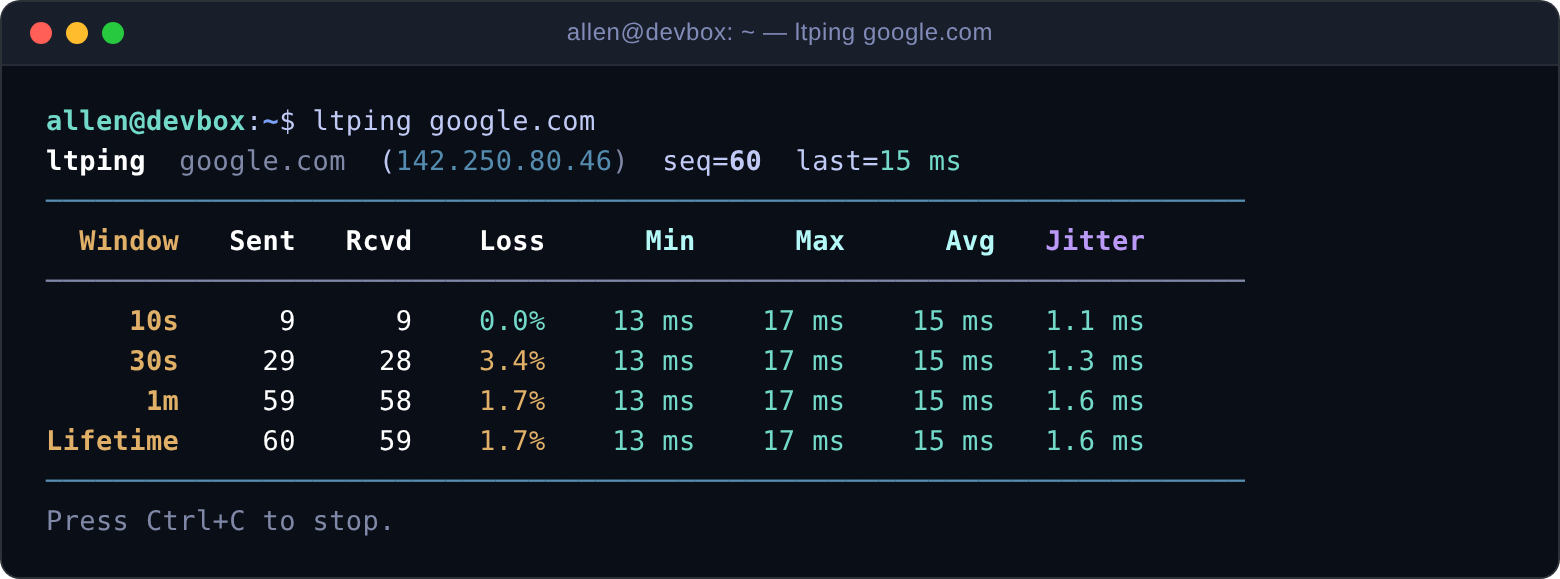 allen@devbox: ~ — ltping google.com
allen@devbox:~$ ltping google.com
ltping  google.com  (142.250.80.46)  seq=60  last=15 ms
Window   Sent   Rcvd    Loss      Min      Max      Avg   Jitter
10s      9      9    0.0%    13 ms    17 ms    15 ms   1.1 ms
30s     29     28    3.4%    13 ms    17 ms    15 ms   1.3 ms
1m     59     58    1.7%    13 ms    17 ms    15 ms   1.6 ms
Lifetime     60     59    1.7%    13 ms    17 ms    15 ms   1.6 ms
Press Ctrl+C to stop.